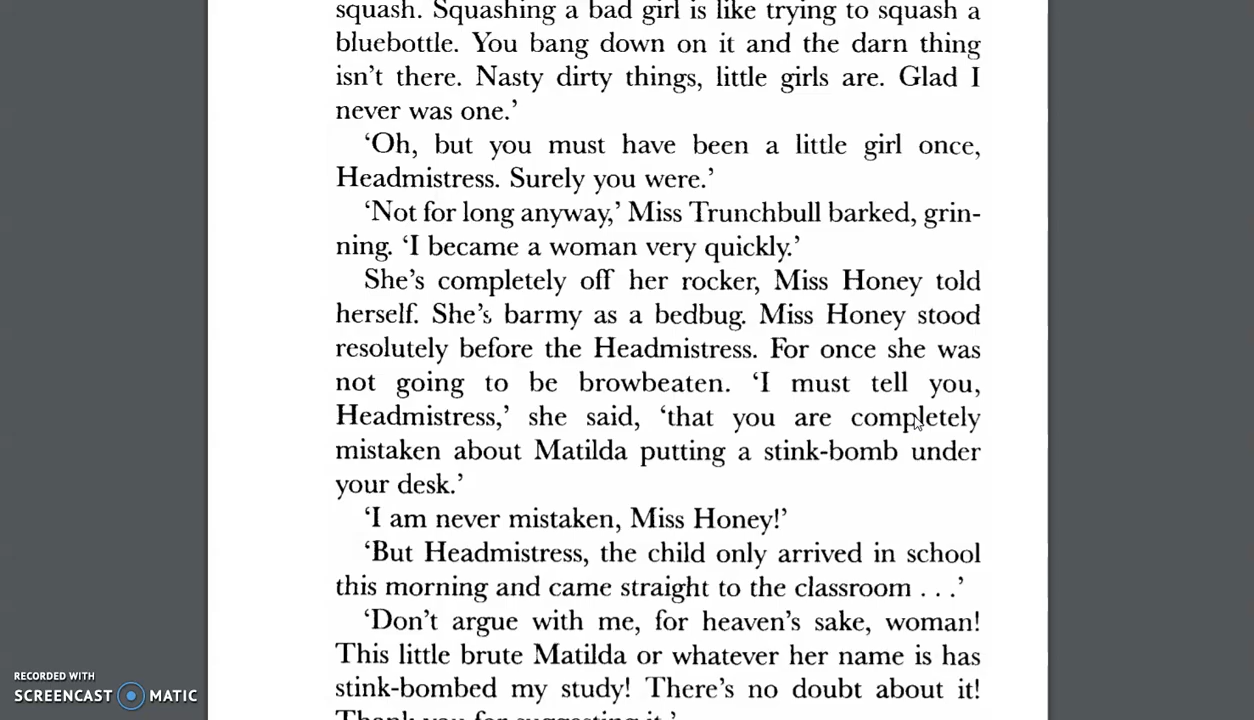 squash. Squashing a bad girl is like trying to squash a
bluebottle. You bang down on it and the darn thing
isn't there. Nasty dirty things, little girls are. Glad I
never was one.’
‘Oh, but you must have been a little girl once,
Headmistress. Surely you were.’
‘Not for long anyway,’ Miss Trunchbull barked, grin-
ning. ‘I became a woman very quickly.’
She's completely off her rocker, Miss Honey told
herself. She's barmy as a bedbug. Miss Honey stood
resolutely before the Headmistress. For once she was
not going to be browbeaten. ‘I must tell you,
Headmistress,’ she said, ‘that you are completely
mistaken about Matilda putting a stink-bomb under
your desk.’
‘I am never mistaken, Miss Honey!’
‘But Headmistress, the child only arrived in school
this morning and came straight to the classroom . . .’
‘Don't argue with me, for heaven's sake, woman!
This little brute Matilda or whatever her name is has
stink-bombed my study! There's no doubt about it!
Thank you for suggesting it.’
RECORDED WITH
SCREENCAST MATIC